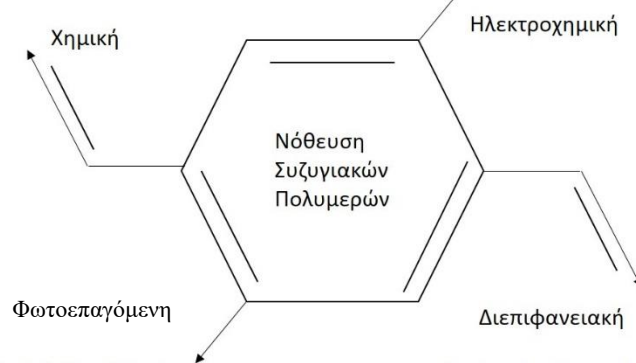 Χημική
Ηλεκτροχημική
Νόθευση
Συζυγιακών
Πολυμερών
Φωτοεπαγόμενη
Διεπιφανειακή